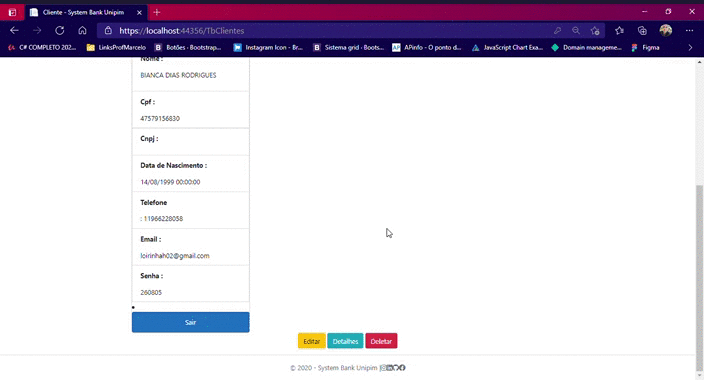 Cliente - System Bank Unipim
https://localhost:44356/TbClientes
C# COMPLETO 202...
LinksProfMarcelo
Botões - Bootstrap...
Instagram Icon - Br...
Sistema grid - Boots...
APinfo - O ponto d...
JavaScript Chart Exa...
Domain manageme...
Figma
Nome :
BIANCA DIAS RODRIGUES
Cpf :
47579156830
Cnpj :
Data de Nascimento :
14/08/1999 00:00:00
Telefone
: 11966228058
Email :
loirinhah02@gmail.com
Senha :
260805
Sair
Editar
Detalhes
Deletar
© 2020 - System Bank Unipim